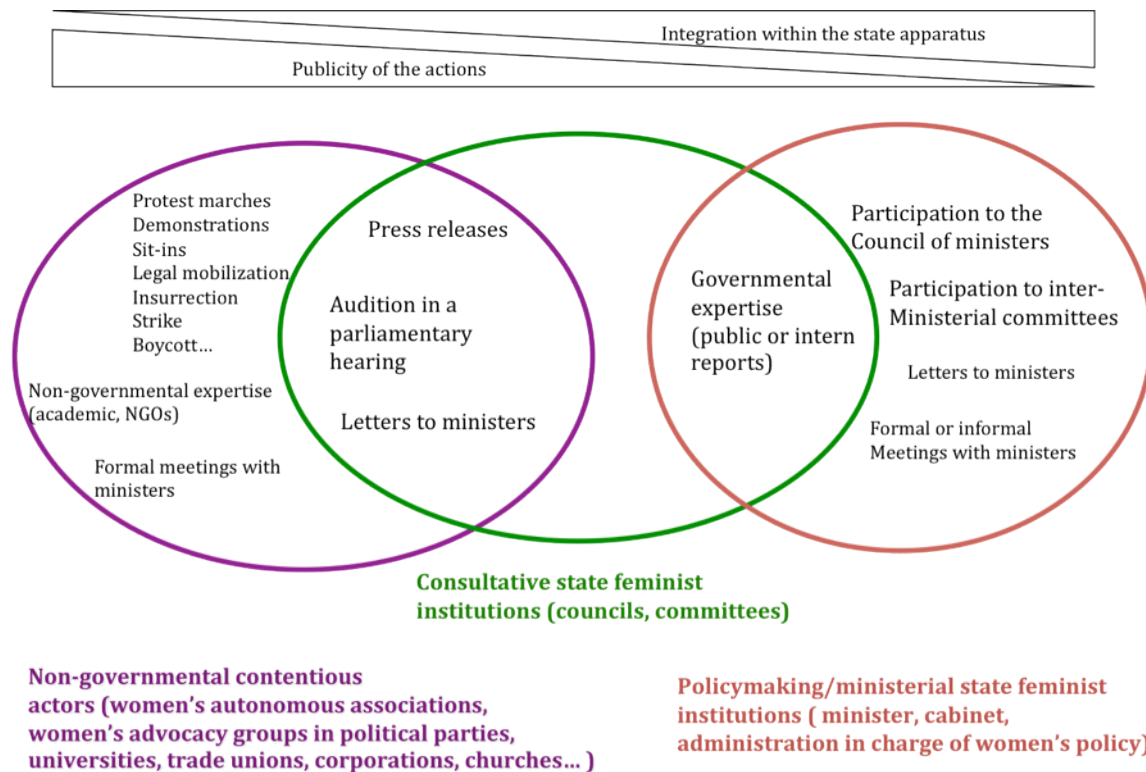 Integration within the state apparatus
Publicity of the actions
Protest marches
Demonstrations
Sit-ins
Legal mobilization
Insurrection
Strike
Boycott…
Non-governmental expertise
(academic, NGOs)
Formal meetings with
ministers
Press releases
Audition in a
parliamentary
hearing
Letters to ministers
Governmental
expertise
(public or intern
reports)
Participation to the
Council of ministers
Participation to inter-
Ministerial committees
Letters to ministers
Formal or informal
Meetings with ministers
Consultative state feminist
institutions (councils, committees)
Non-governmental contentious
actors (women’s autonomous associations,
women’s advocacy groups in political parties,
universities, trade unions, corporations, churches… )
Policymaking/ministerial state feminist
institutions ( minister, cabinet,
administration in charge of women’s policy)